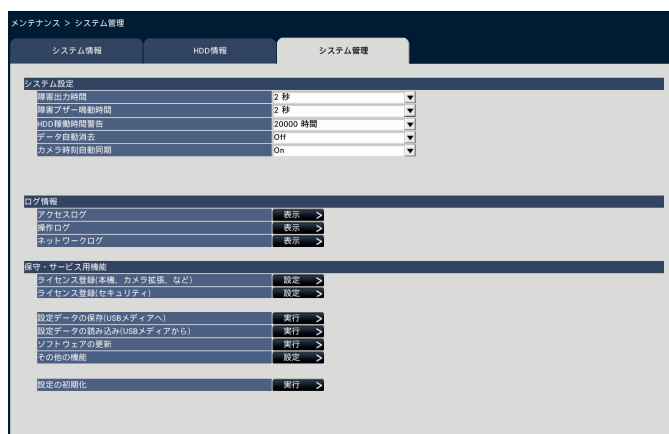 メンテナンス > システム管理
システム情報 HDD情報 システム管理
システム設定
障害出力時間 2 秒
障害ブザー鳴動時間 2 秒
HDD稼働時間警告 20000 時間
データ自動消去 Off
カメラ時刻自動同期 On
ログ情報
アクセスログ 表示 >
操作ログ 表示 >
ネットワークログ 表示 >
保守・サービス用機能
ライセンス登録(本機、カメラ拡張、など) 設定 >
ライセンス登録(セキュリティ) 設定 >
設定データの保存(USBメディアへ) 実行 >
設定データの読み込み(USBメディアから) 実行 >
ソフトウェアの更新 実行 >
その他の機能 設定 >
設定の初期化 実行 >